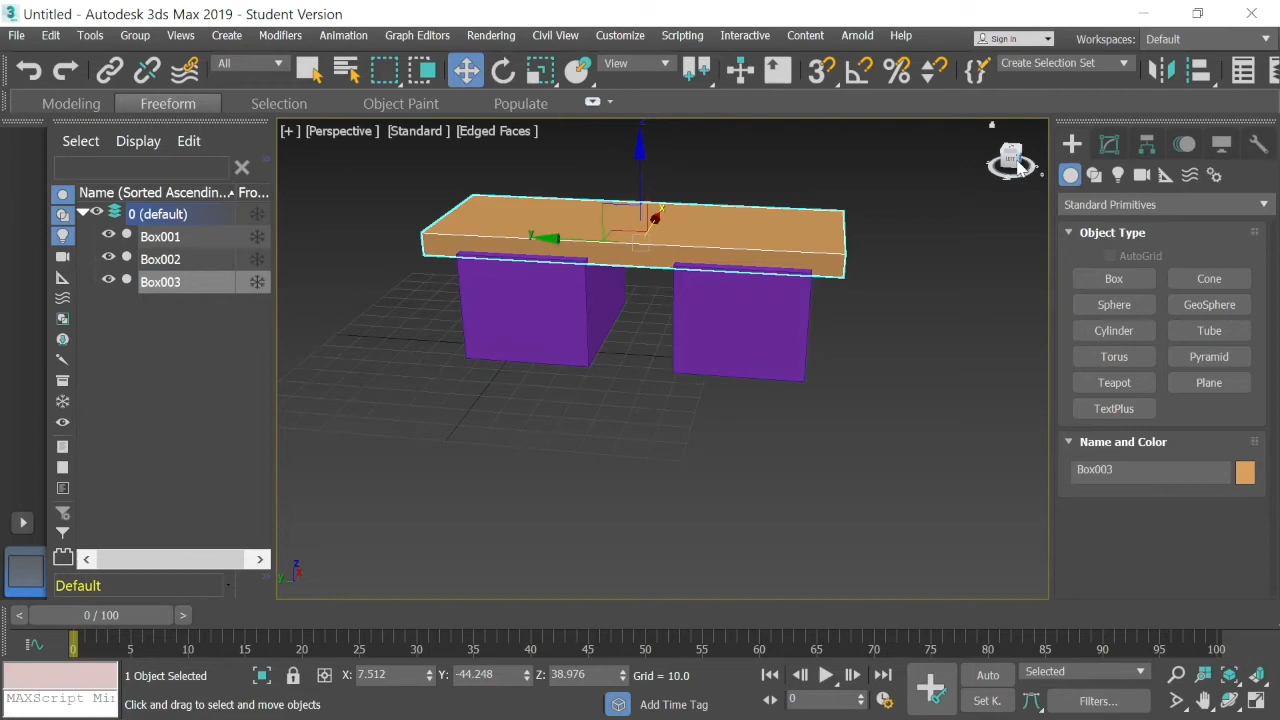 Untitled - Autodesk 3ds Max 2019 - Student Version
File Edit Tools Group Views Create Modifiers Animation Graph Editors Rendering Civil View Customize Scripting Interactive Content Arnold Help Sign In Workspaces: Default
All View Create Selection Set
Modeling Freeform Selection Object Paint Populate
Select Display Edit
[+ ] [Perspective ] [Standard ] [Edged Faces ]
Name (Sorted Ascendin... Fro...
0 (default)
Box001
Box002
Box003
Default
Standard Primitives
Object Type
AutoGrid
Box Cone
Sphere GeoSphere
Cylinder Tube
Torus Pyramid
Teapot Plane
TextPlus
Name and Color
Box003
z
x
y
z
x
y
< 0 / 100 >
0 5 10 15 20 25 30 35 40 45 50 55 60 65 70 75 80 85 90 95 100
1 Object Selected X: 7.512 Y: -44.248 Z: 38.976 Grid = 10.0 Auto Selected
MAXScript Mi Click and drag to select and move objects Add Time Tag 0 Set K. Filters...